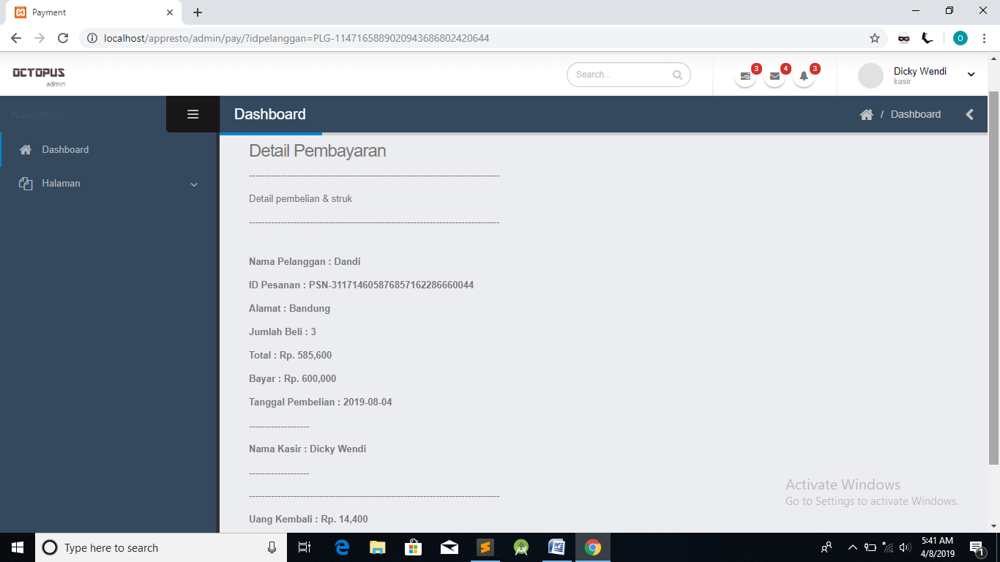 Payment
localhost/appresto/admin/pay/?idpelanggan=PLG-1147165889020943686802420644
O
OCTOPUS
admin
Search...
3
4
3
Dicky Wendi
kasir
Navigation
Dashboard
/ Dashboard
Dashboard
Halaman
Detail Pembayaran
--------------------------------------------------------------------------------
Detail pembelian & struk
--------------------------------------------------------------------------------
Nama Pelanggan : Dandi
ID Pesanan : PSN-311714605876857162286660044
Alamat : Bandung
Jumlah Beli : 3
Total : Rp. 585,600
Bayar : Rp. 600,000
Tanggal Pembelian : 2019-08-04
-------------------
Nama Kasir : Dicky Wendi
-------------------
--------------------------------------------------------------------------------
Uang Kembali : Rp. 14,400
Activate Windows
Go to Settings to activate Windows.
Type here to search
5:41 AM
4/8/2019
1